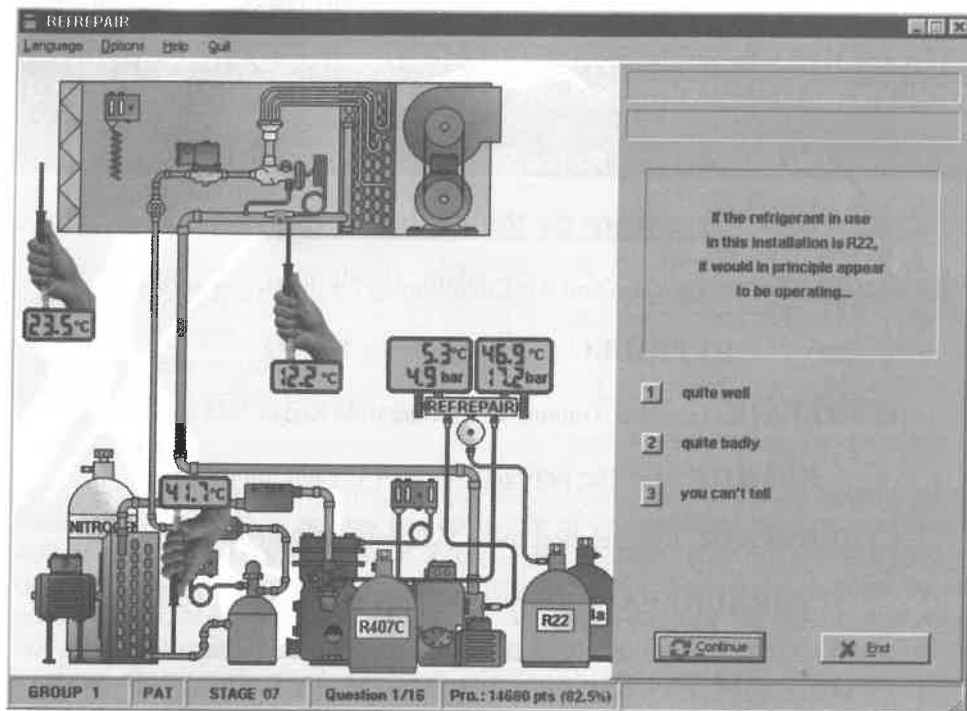 REFREPAIR
Language Options Help Quit
23.5 °C
12.2 °C
5.3 °C 46.9 °C
4.9 bar 17.2 bar
REFREPAIR
41.7 °C
R407C
R22
If the refrigerant in use
in this installation is R22,
it would in principle appear
to be operating...
1 quite well
2 quite badly
3 you can't tell
Continue
End
GROUP 1 PAT STAGE 07 Question 1/16 Pro.: 14680 pts (82.5%)